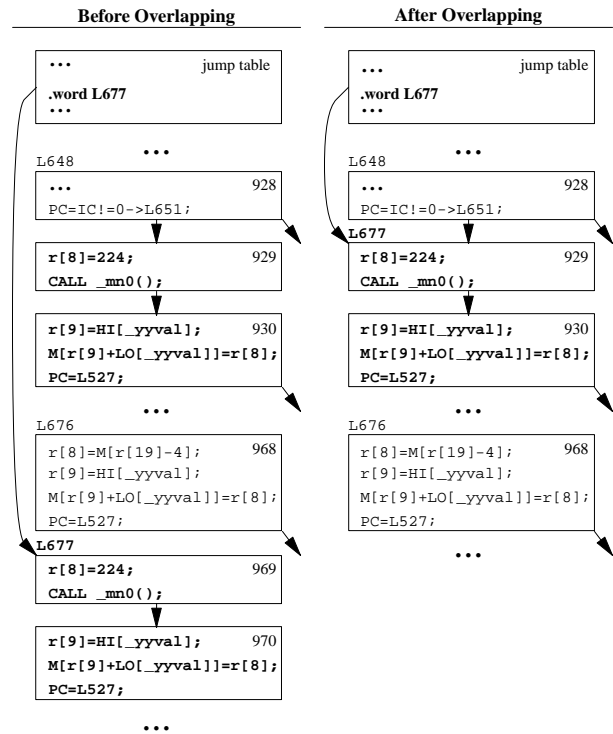 Before Overlapping
•••
jump table
.word L677
•••
•••
L648
•••
928
PC=IC!=0->L651;
r[8]=224;
929
CALL _mn0();
r[9]=HI[_yyval];
930
M[r[9]+LO[_yyval]]=r[8];
PC=L527;
•••
L676
r[8]=M[r[19]-4];
968
r[9]=HI[_yyval];
M[r[9]+LO[_yyval]]=r[8];
PC=L527;
L677
r[8]=224;
969
CALL _mn0();
r[9]=HI[_yyval];
970
M[r[9]+LO[_yyval]]=r[8];
PC=L527;
•••
After Overlapping
•••
jump table
.word L677
•••
•••
L648
•••
928
PC=IC!=0->L651;
L677
r[8]=224;
929
CALL _mn0();
r[9]=HI[_yyval];
930
M[r[9]+LO[_yyval]]=r[8];
PC=L527;
•••
L676
r[8]=M[r[19]-4];
968
r[9]=HI[_yyval];
M[r[9]+LO[_yyval]]=r[8];
PC=L527;
•••